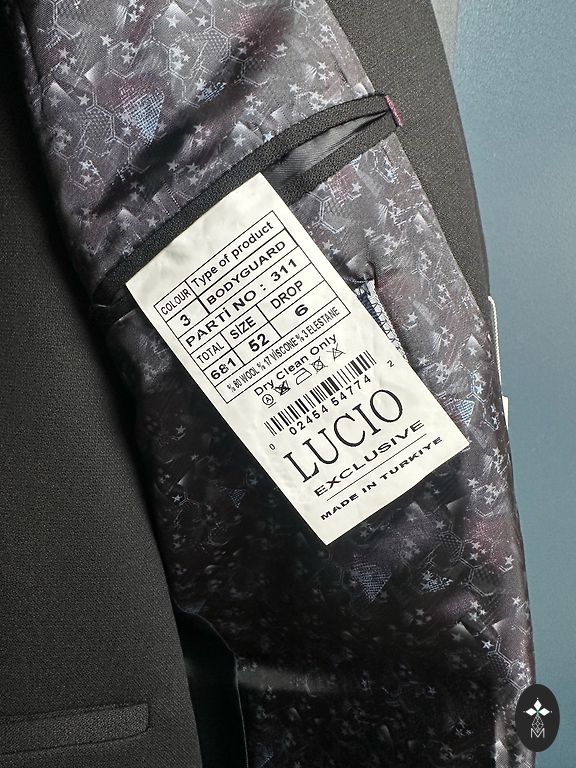 COLOUR Type of product
3 BODYGUARD
PARTİ NO : 311
TOTAL SIZE DROP
681 52 6
%80 WOOL %17 VISCONE %3 ELESTANE
Dry Clean Only
0 02454 54774 2
LUCIO
EXCLUSIVE
MADE IN TURKIYE